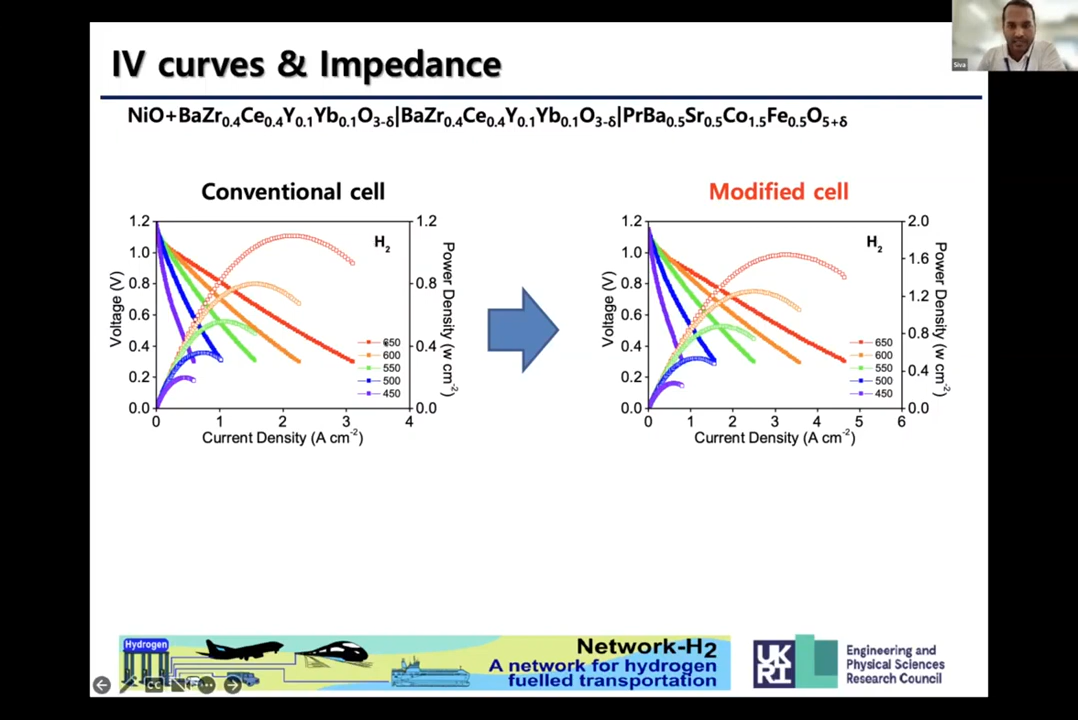 Siva
IV curves & Impedance
NiO+BaZr0.4Ce0.4Y0.1Yb0.1O3-δ|BaZr0.4Ce0.4Y0.1Yb0.1O3-δ|PrBa0.5Sr0.5Co1.5Fe0.5O5+δ
Conventional cell
1.2
1.0
0.8
0.6
0.4
0.2
0.0
Voltage (V)
0 1 2 3 4
Current Density (A cm-2)
1.2
0.8
0.4
0.0
Power Density (w cm-2)
H2
650
600
550
500
450
Modified cell
1.2
1.0
0.8
0.6
0.4
0.2
0.0
Voltage (V)
0 1 2 3 4 5 6
Current Density (A cm-2)
2.0
1.6
1.2
0.8
0.4
0.0
Power Density (w cm-2)
H2
650
600
550
500
450
Hydrogen
Network-H2
A network for hydrogen
fuelled transportation
UKRI
Engineering and
Physical Sciences
Research Council
CC